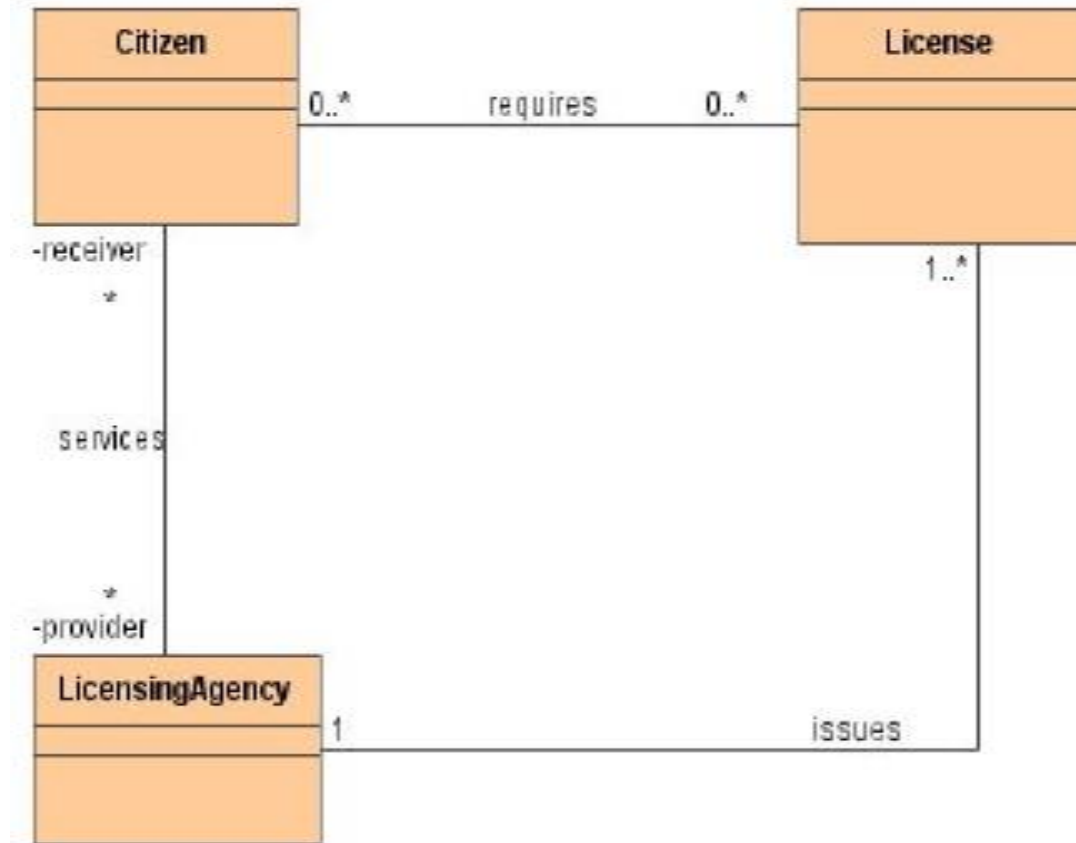 Citizen
License
0..* requires 0..*
-receiver
*
1..*
services
*
-provider
LicensingAgency
1
issues